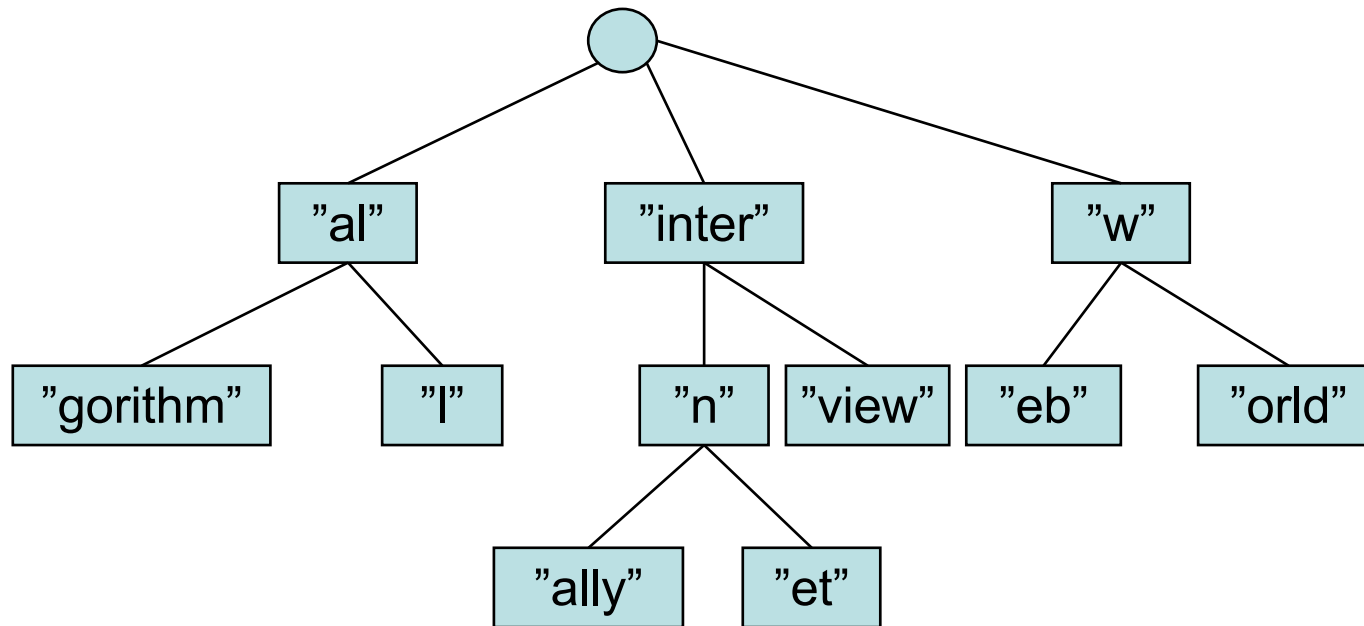 ”al” ”inter” ”w”
”gorithm” ”l” ”n” ”view” ”eb” ”orld”
”ally” ”et”